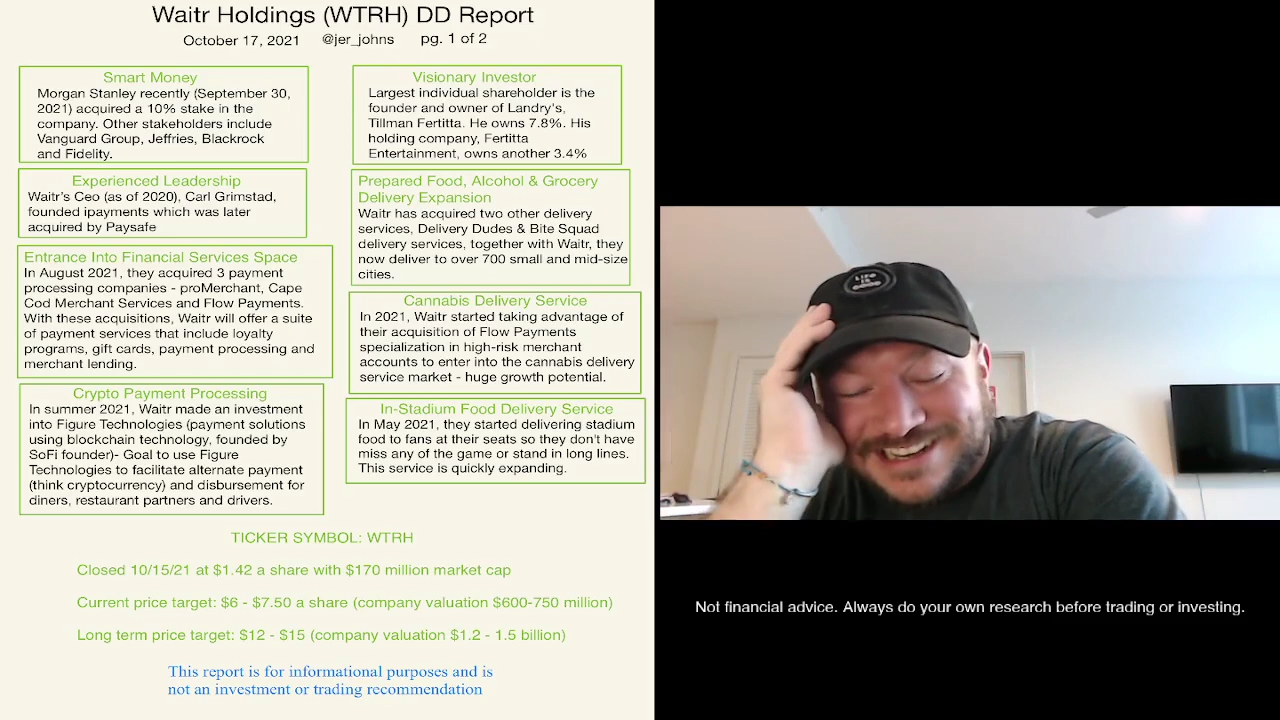 Waitr Holdings (WTRH) DD Report
October 17, 2021 @jer_johns pg. 1 of 2
Smart Money
Morgan Stanley recently (September 30,
2021) acquired a 10% stake in the
company. Other stakeholders include
Vanguard Group, Jeffries, Blackrock
and Fidelity.
Visionary Investor
Largest individual shareholder is the
founder and owner of Landry's,
Tillman Fertitta. He owns 7.8%. His
holding company, Fertitta
Entertainment, owns another 3.4%
Experienced Leadership
Waitr's Ceo (as of 2020), Carl Grimstad,
founded ipayments which was later
acquired by Paysafe
Prepared Food, Alcohol & Grocery
Delivery Expansion
Waitr has acquired two other delivery
services, Delivery Dudes & Bite Squad
delivery services, together with Waitr, they
now deliver to over 700 small and mid-size
cities.
Entrance Into Financial Services Space
In August 2021, they acquired 3 payment
processing companies - proMerchant, Cape
Cod Merchant Services and Flow Payments.
With these acquisitions, Waitr will offer a suite
of payment services that include loyalty
programs, gift cards, payment processing and
merchant lending.
Cannabis Delivery Service
In 2021, Waitr started taking advantage of
their acquisition of Flow Payments
specialization in high-risk merchant
accounts to enter into the cannabis delivery
service market - huge growth potential.
Crypto Payment Processing
In summer 2021, Waitr made an investment
into Figure Technologies (payment solutions
using blockchain technology, founded by
SoFi founder)- Goal to use Figure
Technologies to facilitate alternate payment
(think cryptocurrency) and disbursement for
diners, restaurant partners and drivers.
In-Stadium Food Delivery Service
In May 2021, they started delivering stadium
food to fans at their seats so they don't have
miss any of the game or stand in long lines.
This service is quickly expanding.
TICKER SYMBOL: WTRH
Closed 10/15/21 at $1.42 a share with $170 million market cap
Current price target: $6 - $7.50 a share (company valuation $600-750 million)
Long term price target: $12 - $15 (company valuation $1.2 - 1.5 billion)
This report is for informational purposes and is
not an investment or trading recommendation
LIFE
IS
GOOD
Not financial advice. Always do your own research before trading or investing.